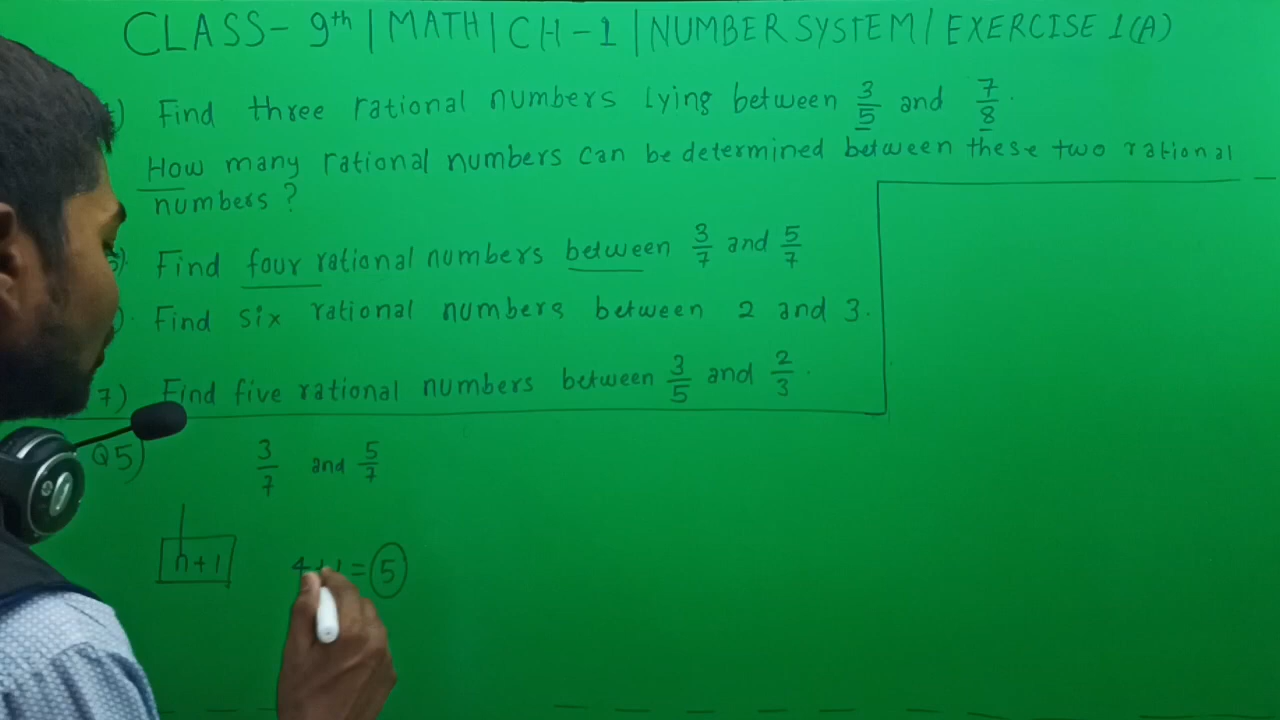 CLASS- 9th | MATH | CH-1 | NUMBER SYSTEM / EXERCISE 1(A)
) Find three rational numbers lying between 3/5 and 7/8.
How many rational numbers can be determined between these two rational
numbers ?
5). Find four rational numbers between 3/7 and 5/7
). Find six rational numbers between 2 and 3.
7) Find five rational numbers between 3/5 and 2/3.
Q5) 3/7 and 5/7
n+1 4+1 = 5